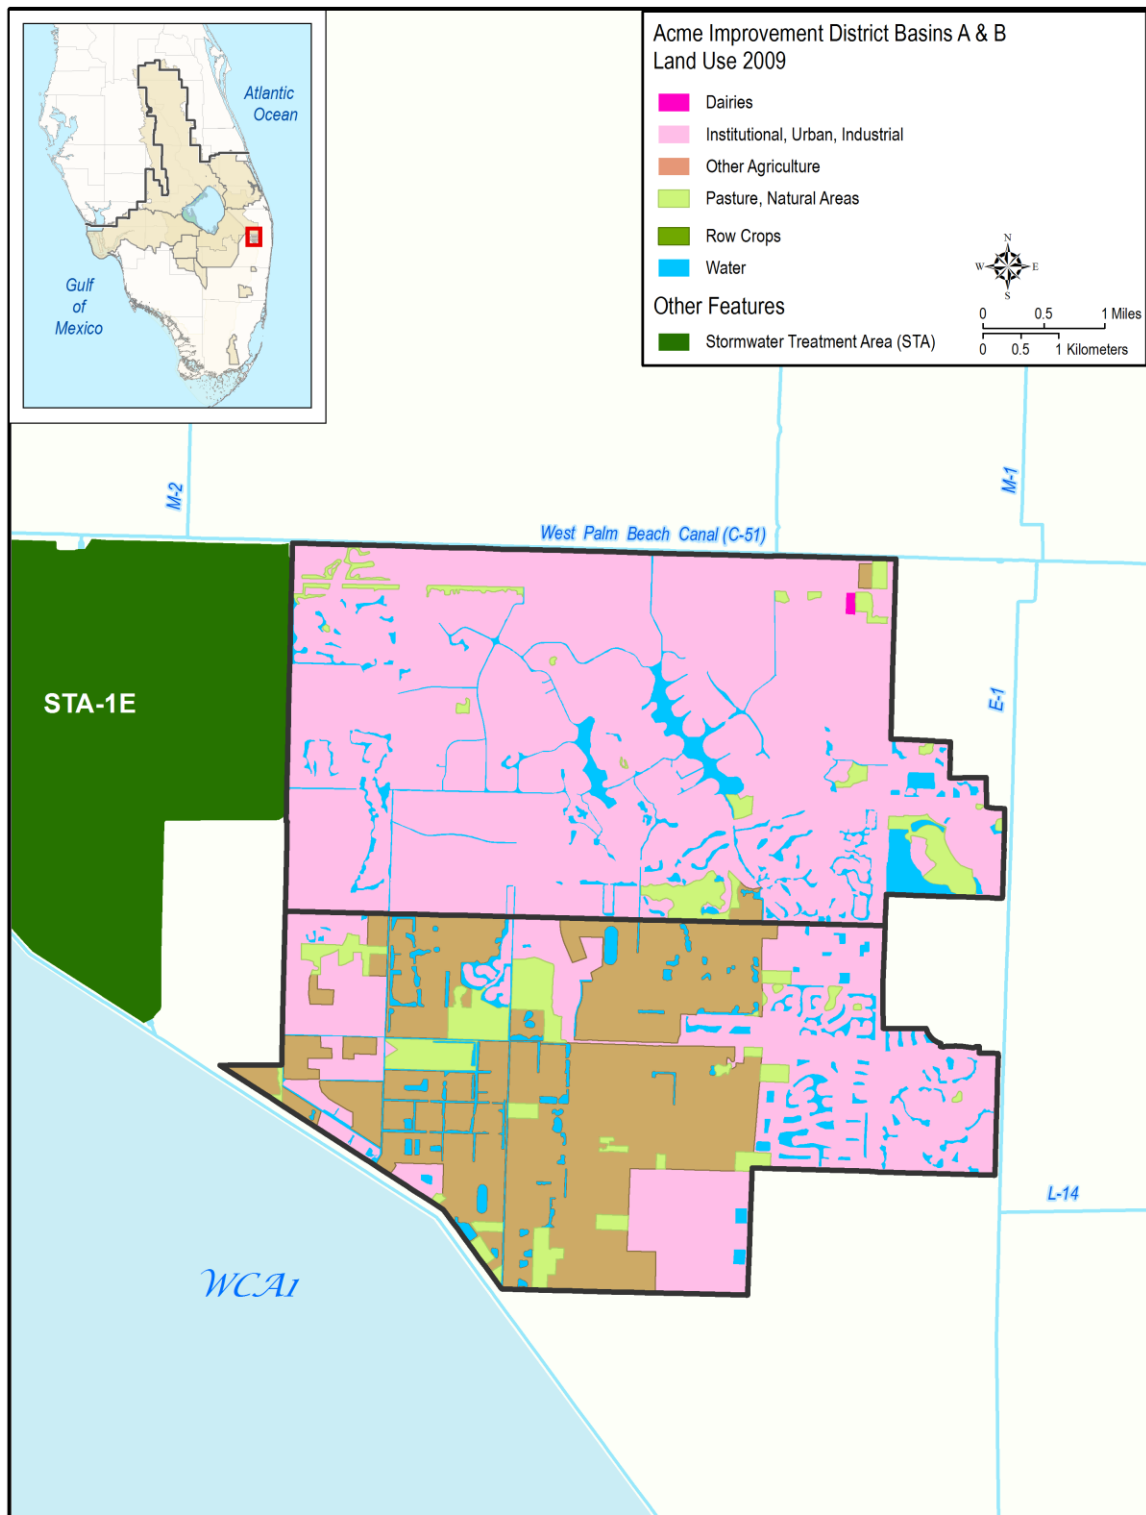 Atlantic
Ocean
Gulf
of
Mexico
Acme Improvement District Basins A & B
Land Use 2009
Dairies
Institutional, Urban, Industrial
Other Agriculture
Pasture, Natural Areas
Row Crops
Water
Other Features
Stormwater Treatment Area (STA)
N
W E
S
0 0.5 1 Miles
0 0.5 1 Kilometers
M-2
M-1
West Palm Beach Canal (C-51)
STA-1E
E-1
L-14
WCA1